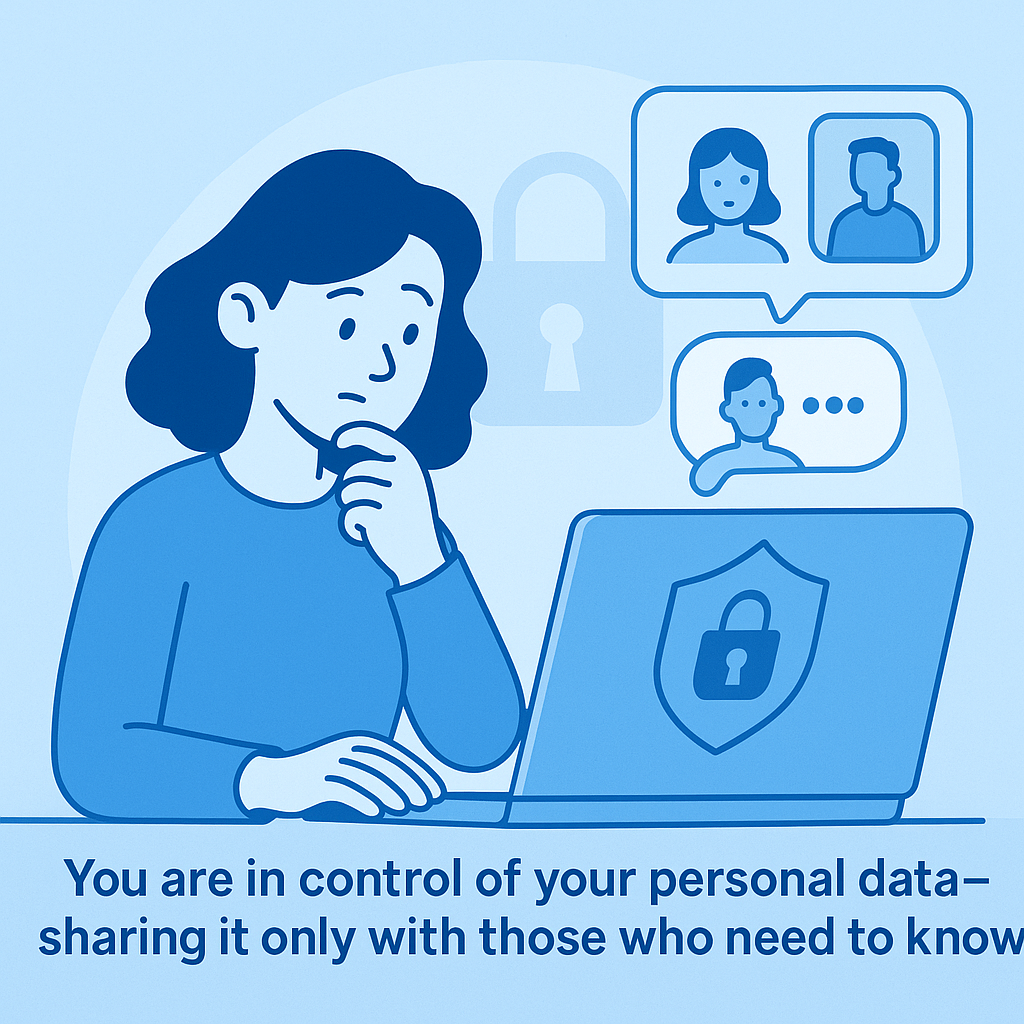 You are in control of your personal data–
sharing it only with those who need to know